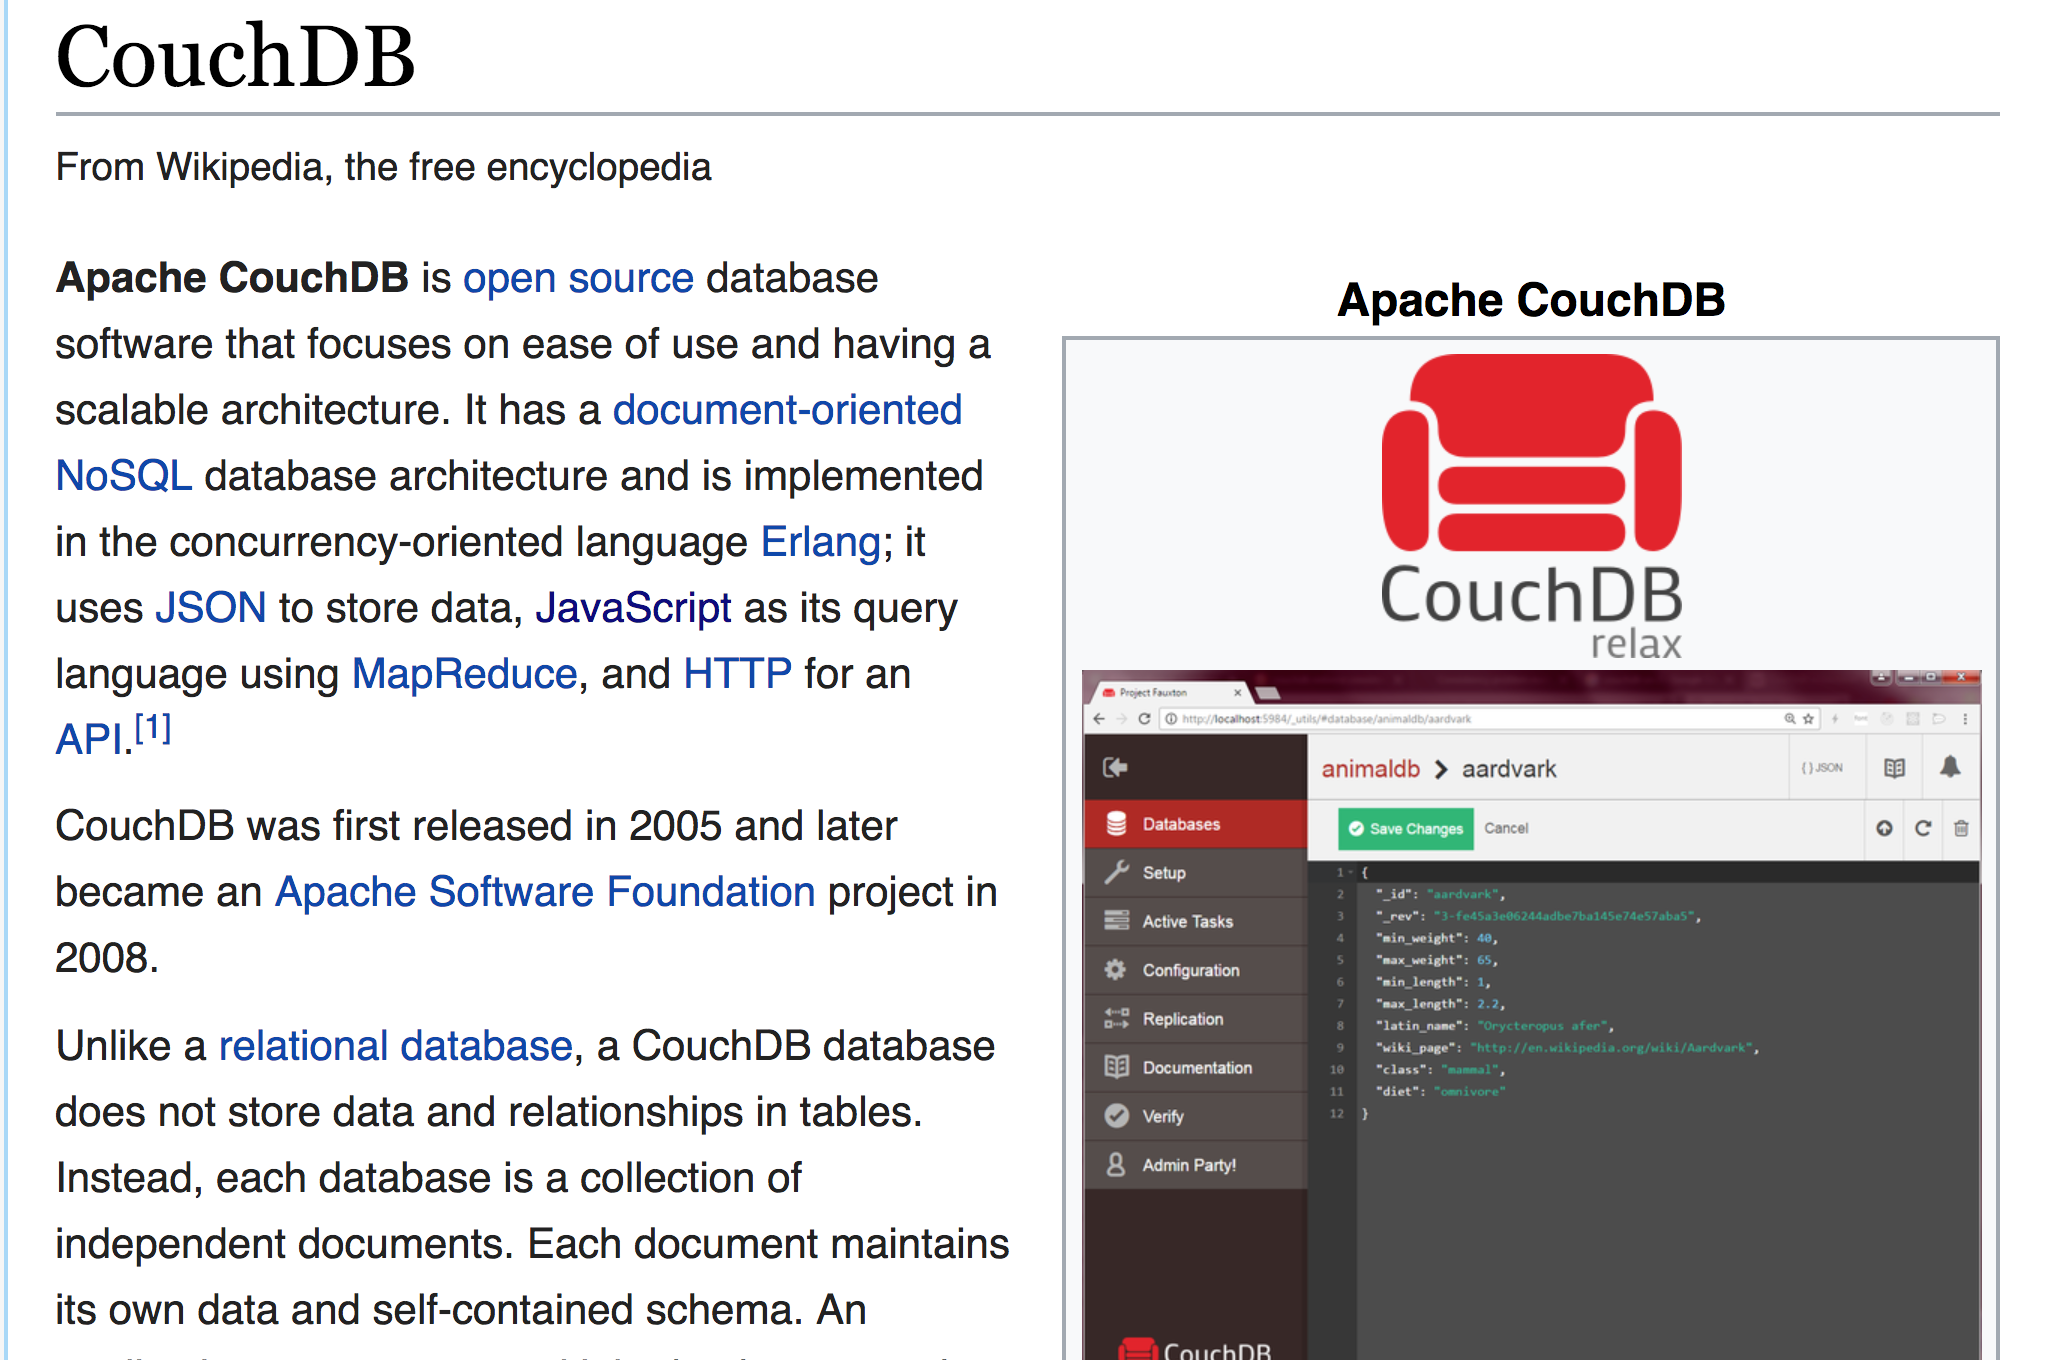 CouchDB
From Wikipedia, the free encyclopedia
Apache CouchDB is open source database
software that focuses on ease of use and having a
scalable architecture. It has a document-oriented
NoSQL database architecture and is implemented
in the concurrency-oriented language Erlang; it
uses JSON to store data, JavaScript as its query
language using MapReduce, and HTTP for an
API.[1]
CouchDB was first released in 2005 and later
became an Apache Software Foundation project in
2008.
Unlike a relational database, a CouchDB database
does not store data and relationships in tables.
Instead, each database is a collection of
independent documents. Each document maintains
its own data and self-contained schema. An
Apache CouchDB
CouchDB
relax
Project Fauxton
http://localhost:5984/_utils/#database/animaldb/aardvark
animaldb > aardvark
{ } JSON
Databases
Setup
Active Tasks
Configuration
Replication
Documentation
Verify
Admin Party!
CouchDB
Save Changes Cancel
1 {
2 "_id": "aardvark",
3 "_rev": "3-fe45a3e06244adbe7ba145e74e57aba5",
4 "min_weight": 40,
5 "max_weight": 65,
6 "min_length": 1,
7 "max_length": 2.2,
8 "latin_name": "Orycteropus afer",
9 "wiki_page": "http://en.wikipedia.org/wiki/Aardvark",
10 "class": "mammal",
11 "diet": "omnivore"
12 }